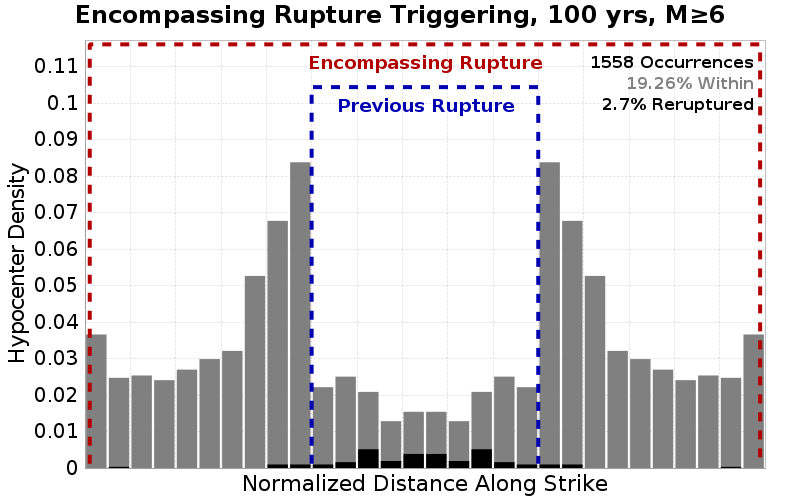 Encompassing Rupture Triggering, 100 yrs, M≥6
Encompassing Rupture
1558 Occurrences
19.26% Within
2.7% Reruptured
Previous Rupture
Hypocenter Density
0.11
0.1
0.09
0.08
0.07
0.06
0.05
0.04
0.03
0.02
0.01
0
Normalized Distance Along Strike